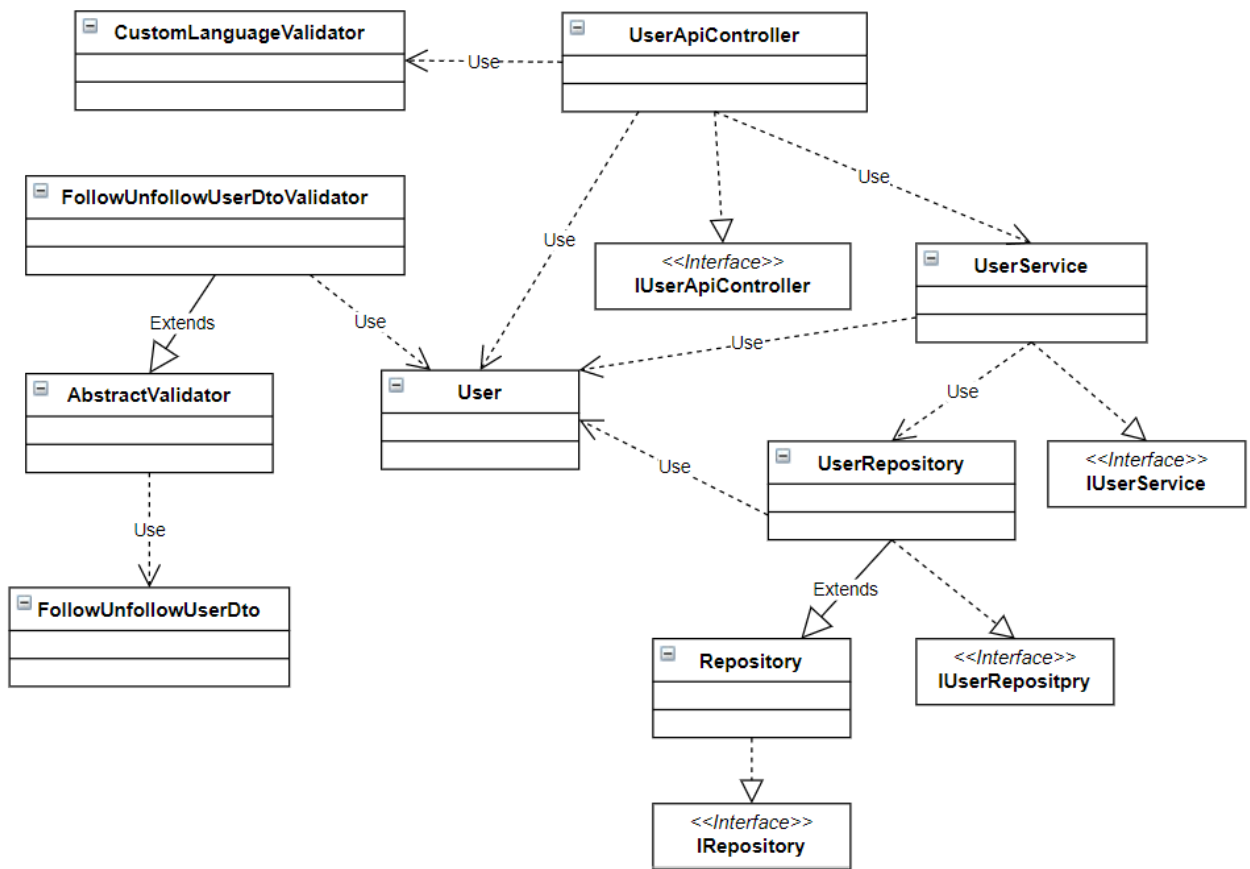 CustomLanguageValidator
UserApiController
Use
FollowUnfollowUserDtoValidator
Use
Use
<<Interface>>
IUserApiController
UserService
Extends
Use
Use
AbstractValidator
User
Use
UserRepository
<<Interface>>
IUserService
Use
Use
Extends
FollowUnfollowUserDto
Repository
<<Interface>>
IUserRepositpry
<<Interface>>
IRepository